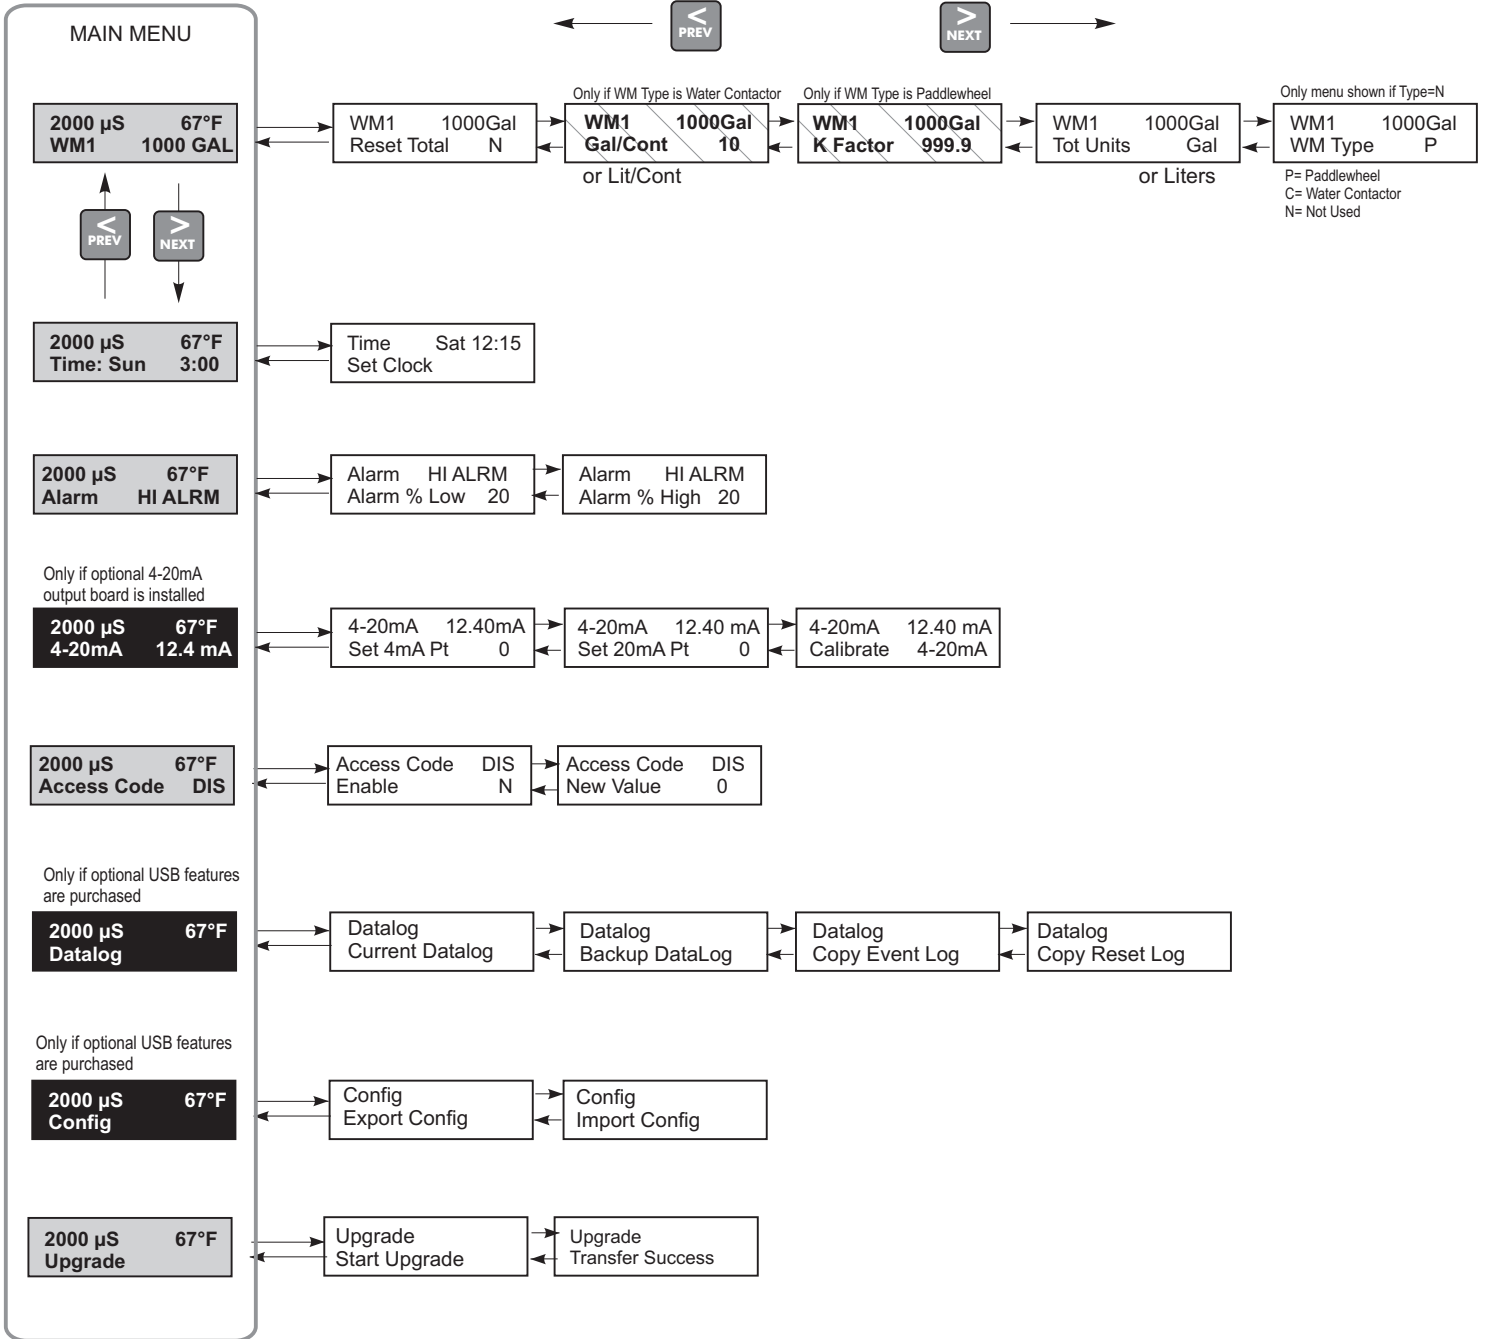 MAIN MENU
<
PREV
>
NEXT
2000 µS 67°F
WM1 1000 GAL
WM1 1000Gal
Reset Total N
Only if WM Type is Water Contactor
WM1 1000Gal
Gal/Cont 10
or Lit/Cont
Only if WM Type is Paddlewheel
WM1 1000Gal
K Factor 999.9
WM1 1000Gal
Tot Units Gal
or Liters
Only menu shown if Type=N
WM1 1000Gal
WM Type P
P= Paddlewheel
C= Water Contactor
N= Not Used
<
PREV
>
NEXT
2000 µS 67°F
Time: Sun 3:00
Time Sat 12:15
Set Clock
2000 µS 67°F
Alarm HI ALRM
Alarm HI ALRM
Alarm % Low 20
Alarm HI ALRM
Alarm % High 20
Only if optional 4-20mA
output board is installed
2000 µS 67°F
4-20mA 12.4 mA
4-20mA 12.40mA
Set 4mA Pt 0
4-20mA 12.40 mA
Set 20mA Pt 0
4-20mA 12.40 mA
Calibrate 4-20mA
2000 µS 67°F
Access Code DIS
Access Code DIS
Enable N
Access Code DIS
New Value 0
Only if optional USB features
are purchased
2000 µS 67°F
Datalog
Datalog
Current Datalog
Datalog
Backup DataLog
Datalog
Copy Event Log
Datalog
Copy Reset Log
Only if optional USB features
are purchased
2000 µS 67°F
Config
Config
Export Config
Config
Import Config
2000 µS 67°F
Upgrade
Upgrade
Start Upgrade
Upgrade
Transfer Success